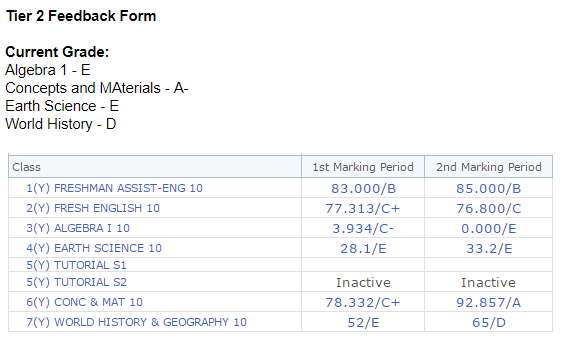 Tier 2 Feedback Form
Current Grade:
Algebra 1 - E
Concepts and MAterials - A-
Earth Science - E
World History - D
Class 1st Marking Period 2nd Marking Period
1(Y) FRESHMAN ASSIST-ENG 10 83.000/B 85.000/B
2(Y) FRESH ENGLISH 10 77.313/C+ 76.800/C
3(Y) ALGEBRA I 10 3.934/C- 0.000/E
4(Y) EARTH SCIENCE 10 28.1/E 33.2/E
5(Y) TUTORIAL S1
5(Y) TUTORIAL S2 Inactive Inactive
6(Y) CONC & MAT 10 78.332/C+ 92.857/A
7(Y) WORLD HISTORY & GEOGRAPHY 10 52/E 65/D